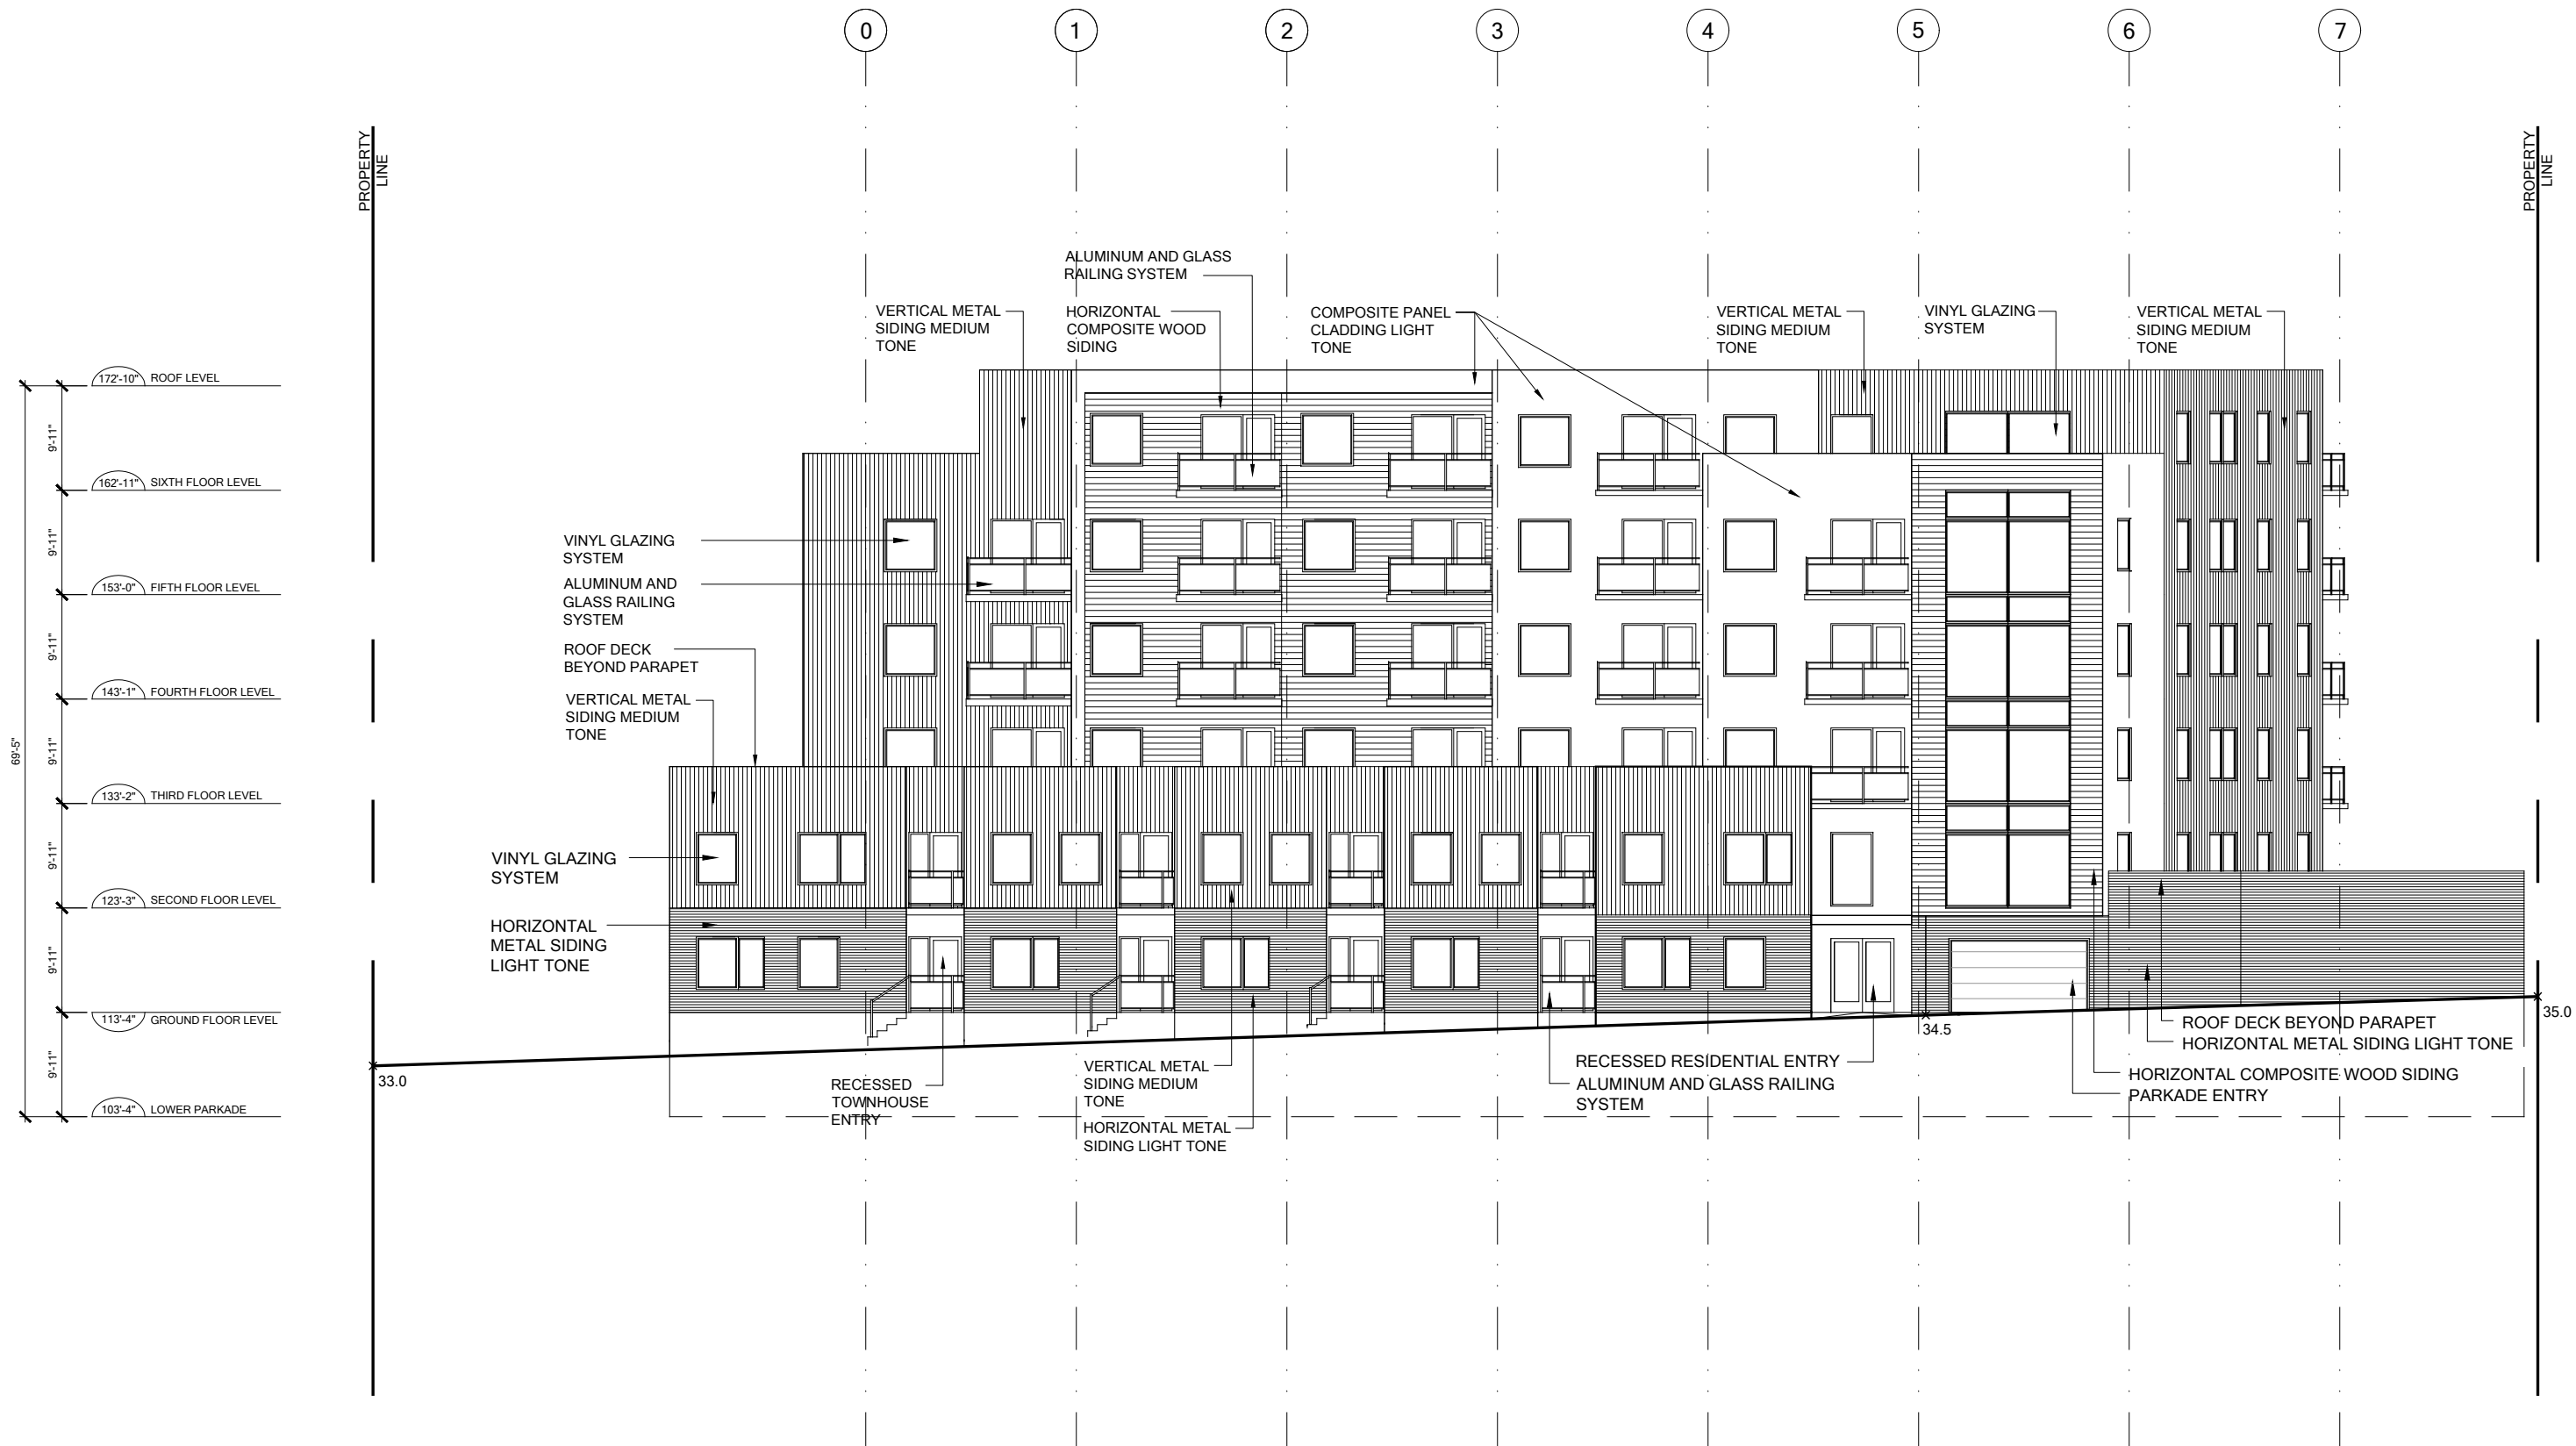 0
1
2
3
4
5
6
7
PROPERTY
LINE
PROPERTY
LINE
ALUMINUM AND GLASS
RAILING SYSTEM
VERTICAL METAL
SIDING MEDIUM
TONE
HORIZONTAL
COMPOSITE WOOD
SIDING
COMPOSITE PANEL
CLADDING LIGHT
TONE
VERTICAL METAL
SIDING MEDIUM
TONE
VINYL GLAZING
SYSTEM
VERTICAL METAL
SIDING MEDIUM
TONE
172'-10" ROOF LEVEL
9'-11"
162'-11" SIXTH FLOOR LEVEL
9'-11"
153'-0" FIFTH FLOOR LEVEL
9'-11"
143'-1" FOURTH FLOOR LEVEL
9'-11"
133'-2" THIRD FLOOR LEVEL
9'-11"
123'-3" SECOND FLOOR LEVEL
9'-11"
113'-4" GROUND FLOOR LEVEL
9'-11"
103'-4" LOWER PARKADE
69'-5"
VINYL GLAZING
SYSTEM
ALUMINUM AND
GLASS RAILING
SYSTEM
ROOF DECK
BEYOND PARAPET
VERTICAL METAL
SIDING MEDIUM
TONE
VINYL GLAZING
SYSTEM
HORIZONTAL
METAL SIDING
LIGHT TONE
33.0
34.5
35.0
RECESSED
TOWNHOUSE
ENTRY
VERTICAL METAL
SIDING MEDIUM
TONE
HORIZONTAL METAL
SIDING LIGHT TONE
RECESSED RESIDENTIAL ENTRY
ALUMINUM AND GLASS RAILING
SYSTEM
ROOF DECK BEYOND PARAPET
HORIZONTAL METAL SIDING LIGHT TONE
HORIZONTAL COMPOSITE WOOD SIDING
PARKADE ENTRY